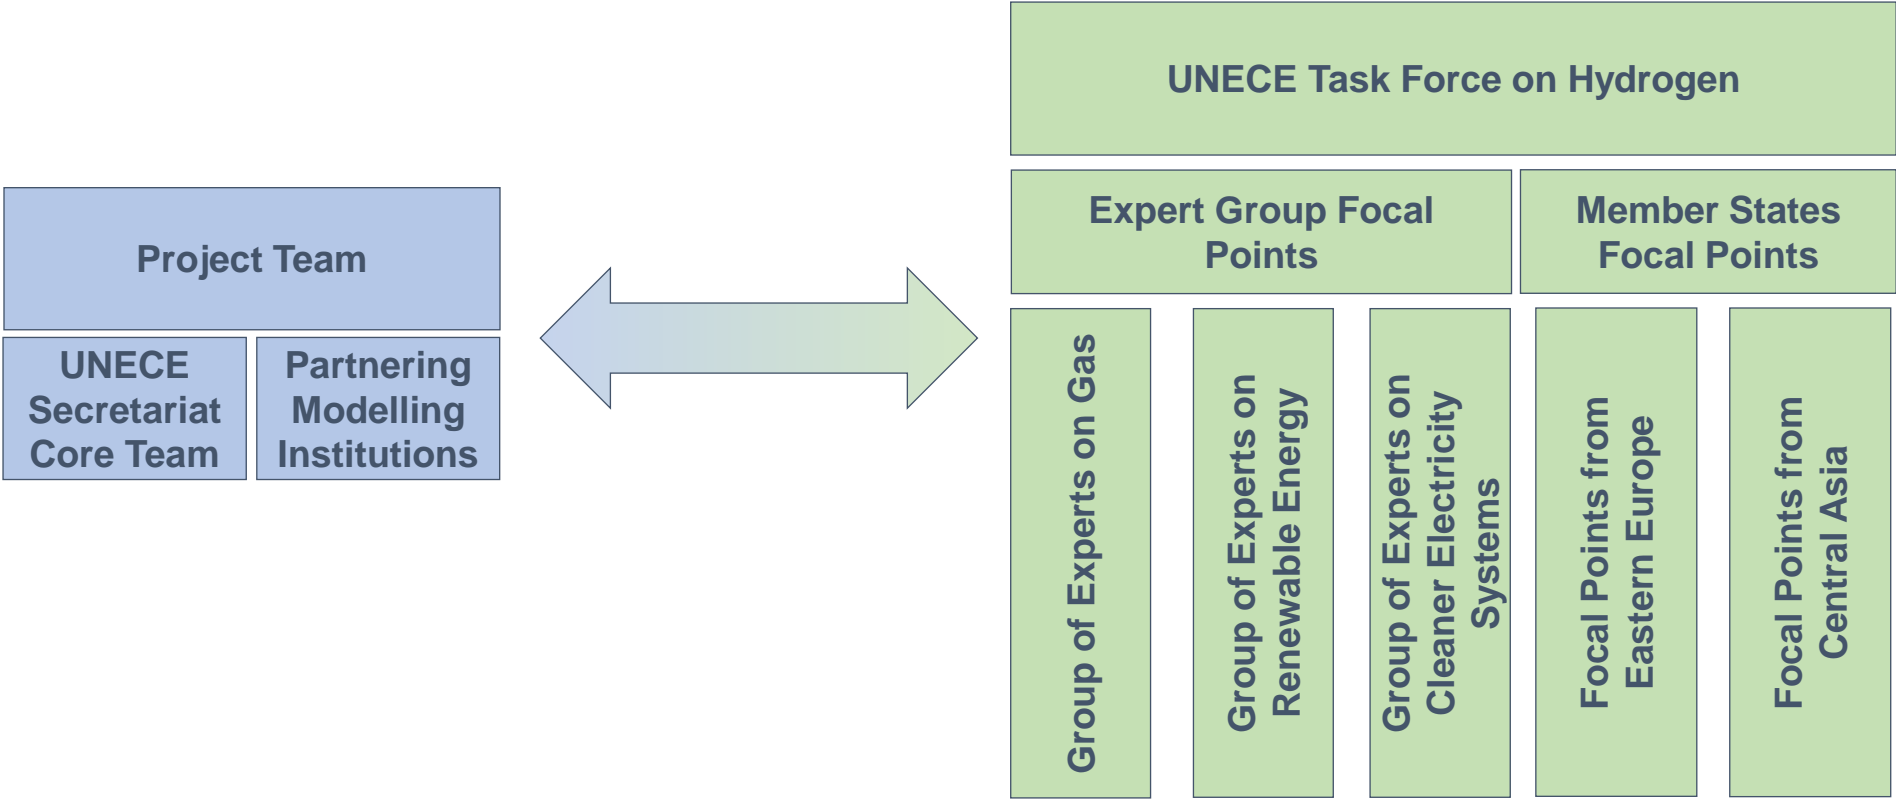 Project Team
UNECE
Secretariat
Core Team
Partnering
Modelling
Institutions
UNECE Task Force on Hydrogen
Expert Group Focal
Points
Member States
Focal Points
Group of Experts on Gas
Group of Experts on
Renewable Energy
Group of Experts on
Cleaner Electricity
Systems
Focal Points from
Eastern Europe
Focal Points from
Central Asia